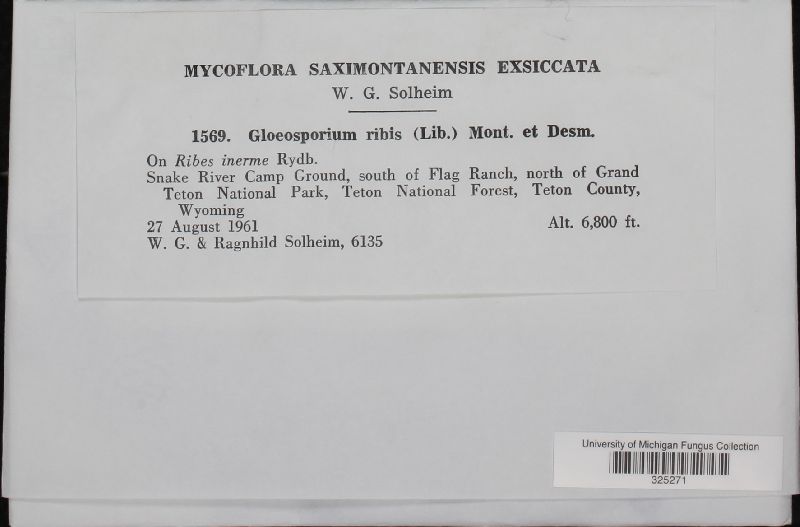 MYCOFLORA SAXIMONTANENSIS EXSICCATA
W. G. Solheim
1569. Gloeosporium ribis (Lib.) Mont. et Desm.
On Ribes inerme Rydb.
Snake River Camp Ground, south of Flag Ranch, north of Grand
Teton National Park, Teton National Forest, Teton County,
Wyoming
27 August 1961 Alt. 6,800 ft.
W. G. & Ragnhild Solheim, 6135
University of Michigan Fungus Collection
325271